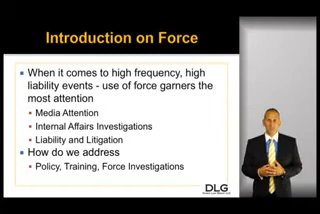 Introduction on Force
When it comes to high frequency, high
liability events - use of force garners the
most attention
Media Attention
Internal Affairs Investigations
Liability and Litigation
How do we address
Policy, Training, Force Investigations
DLG